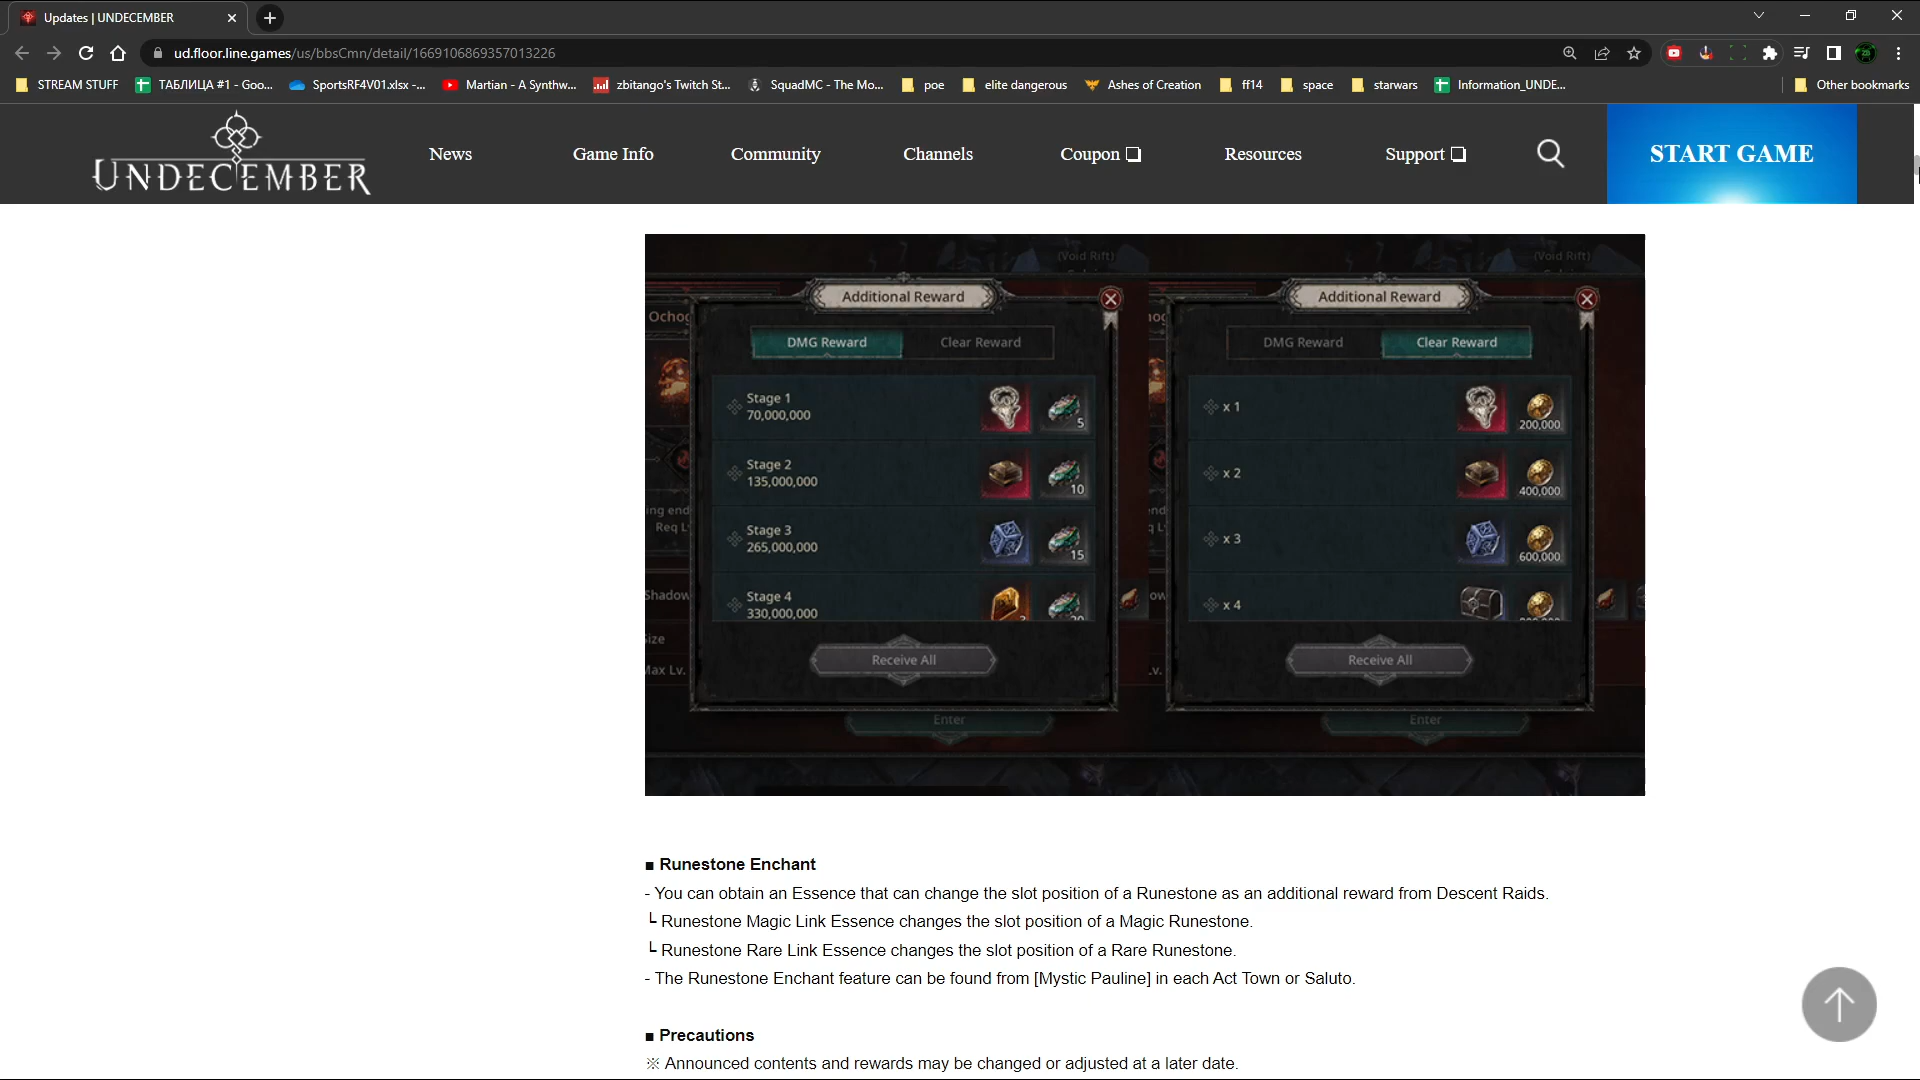 Updates | UNDECEMBER
ud.floor.line.games/us/bbsCmn/detail/1669106869357013226
STREAM STUFF
ТАБЛИЦА #1 - Goo...
SportsRF4V01.xlsx -...
Martian - A Synthw...
zbitango's Twitch St...
SquadMC - The Mo...
poe
elite dangerous
Ashes of Creation
ff14
space
starwars
Information_UNDE...
Other bookmarks
UNDECEMBER
News
Game Info
Community
Channels
Coupon ❏
Resources
Support ❏
START GAME
(Void Rift)
(Void Rift)
Additional Reward
DMG Reward
Clear Reward
Stage 1
70,000,000
5
Stage 2
135,000,000
10
Stage 3
265,000,000
15
Stage 4
330,000,000
Receive All
Enter
Additional Reward
DMG Reward
Clear Reward
x 1
200,000
x 2
400,000
x 3
600,000
x 4
Receive All
Enter
■ Runestone Enchant
- You can obtain an Essence that can change the slot position of a Runestone as an additional reward from Descent Raids.
└ Runestone Magic Link Essence changes the slot position of a Magic Runestone.
└ Runestone Rare Link Essence changes the slot position of a Rare Runestone.
- The Runestone Enchant feature can be found from [Mystic Pauline] in each Act Town or Saluto.
■ Precautions
※ Announced contents and rewards may be changed or adjusted at a later date.